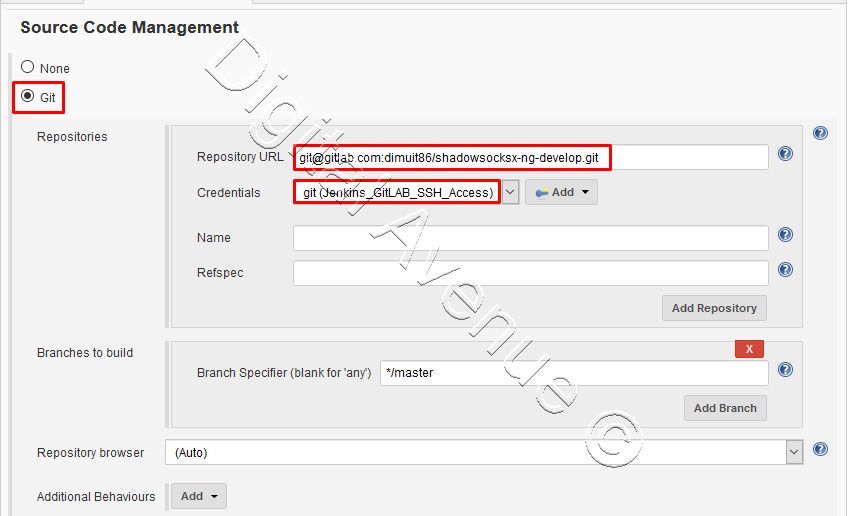 Source Code Management
None
Git
Repositories
Repository URL git@gitlab.com:dimuit86/shadowsocksx-ng-develop.git
Credentials git (Jenkins_GitLAB_SSH_Access) Add
Name
Refspec
Add Repository
Branches to build
X
Branch Specifier (blank for 'any') */master
Add Branch
Repository browser (Auto)
Additional Behaviours Add
Digital Avenue ©